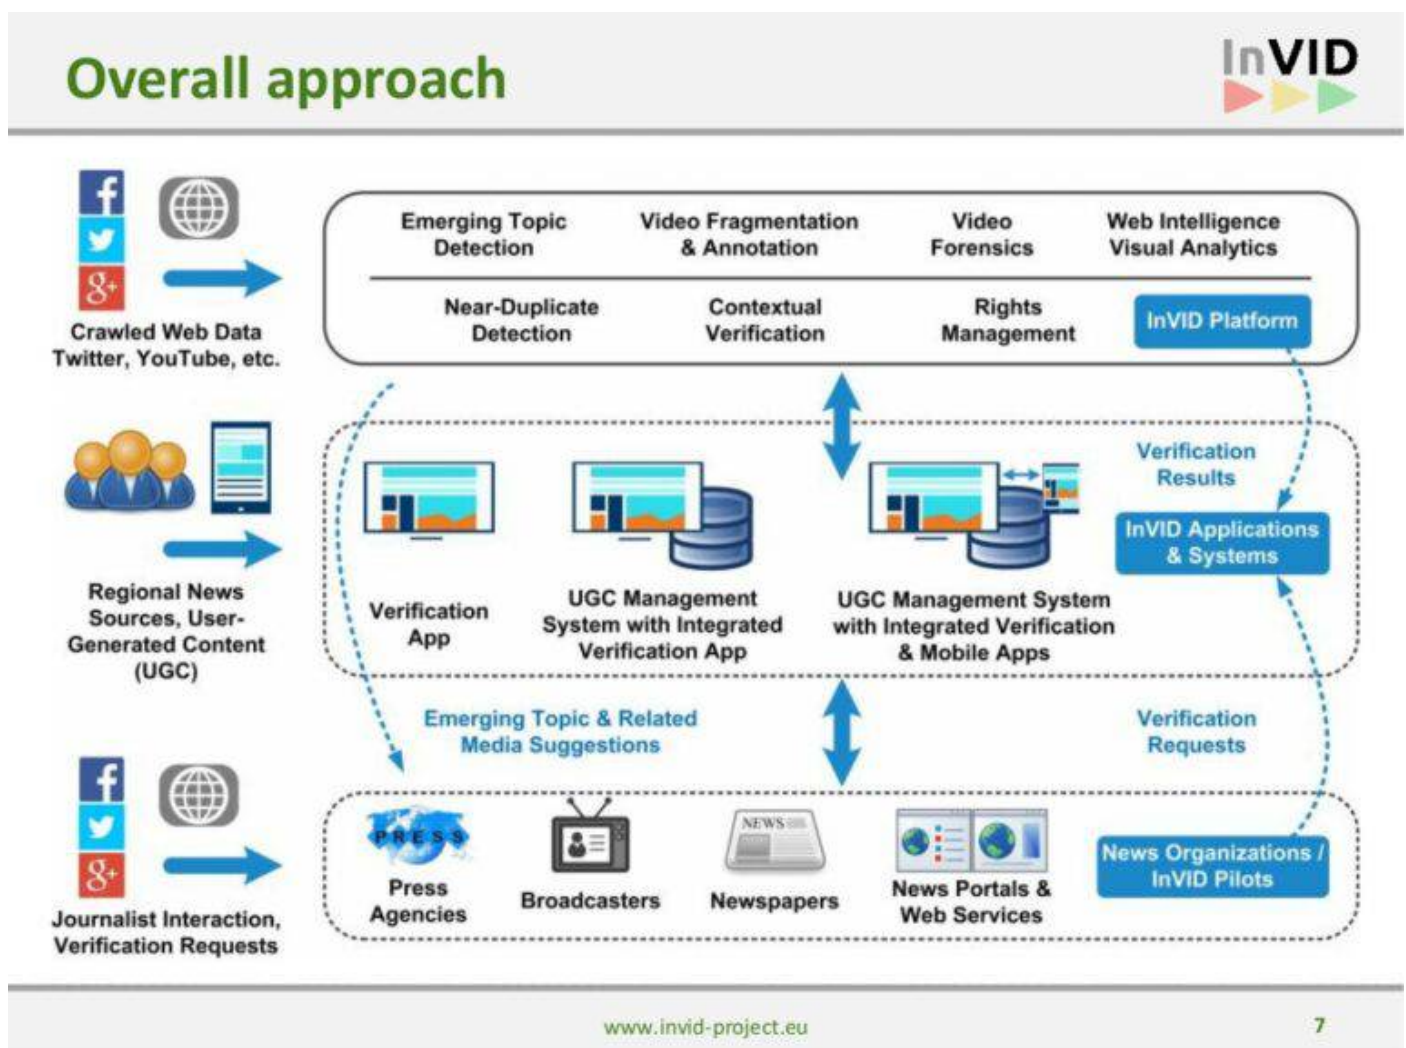 Overall approach
InVID
Emerging Topic
Detection
Video Fragmentation
& Annotation
Video
Forensics
Web Intelligence
Visual Analytics
Near-Duplicate
Detection
Contextual
Verification
Rights
Management
InVID Platform
f
g+
Crawled Web Data
Twitter, YouTube, etc.
Verification
Results
InVID Applications
& Systems
Verification
App
UGC Management
System with Integrated
Verification App
UGC Management System
with Integrated Verification
& Mobile Apps
Regional News
Sources, User-
Generated Content
(UGC)
Emerging Topic & Related
Media Suggestions
Verification
Requests
f
g+
Journalist Interaction,
Verification Requests
PRESS
Press
Agencies
Broadcasters
NEWS
Newspapers
News Portals &
Web Services
News Organizations /
InVID Pilots
www.invid-project.eu
7